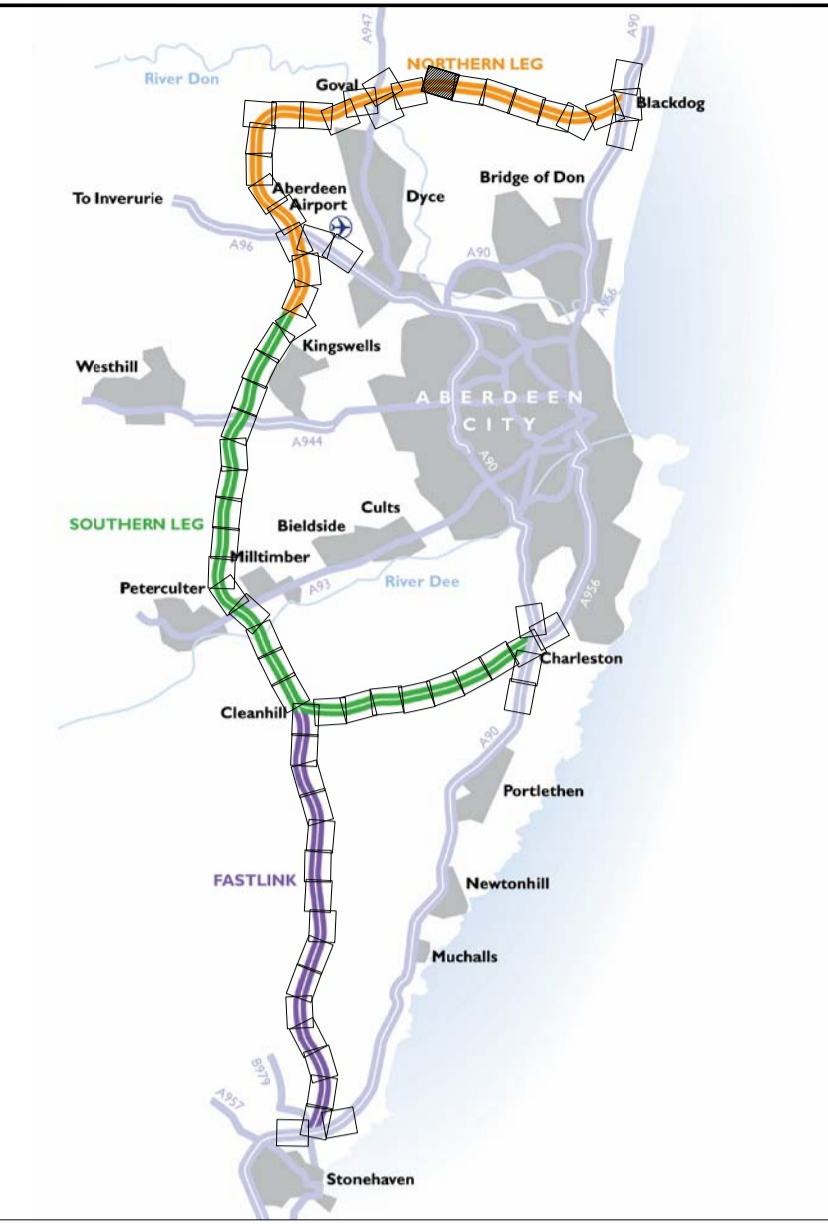 A947
A90
NORTHERN LEG
River Don
Goval
Blackdog
Bridge of Don
Aberdeen
Airport
To Inverurie
Dyce
A96
A90
A956
Kingswells
Westhill
ABERDEEN
CITY
A944
A90
Cults
SOUTHERN LEG
Bieldside
Milltimber
Peterculter
A93
River Dee
A956
Charleston
Cleanhill
A90
Portlethen
FASTLINK
Newtonhill
Muchalls
B979
A957
Stonehaven